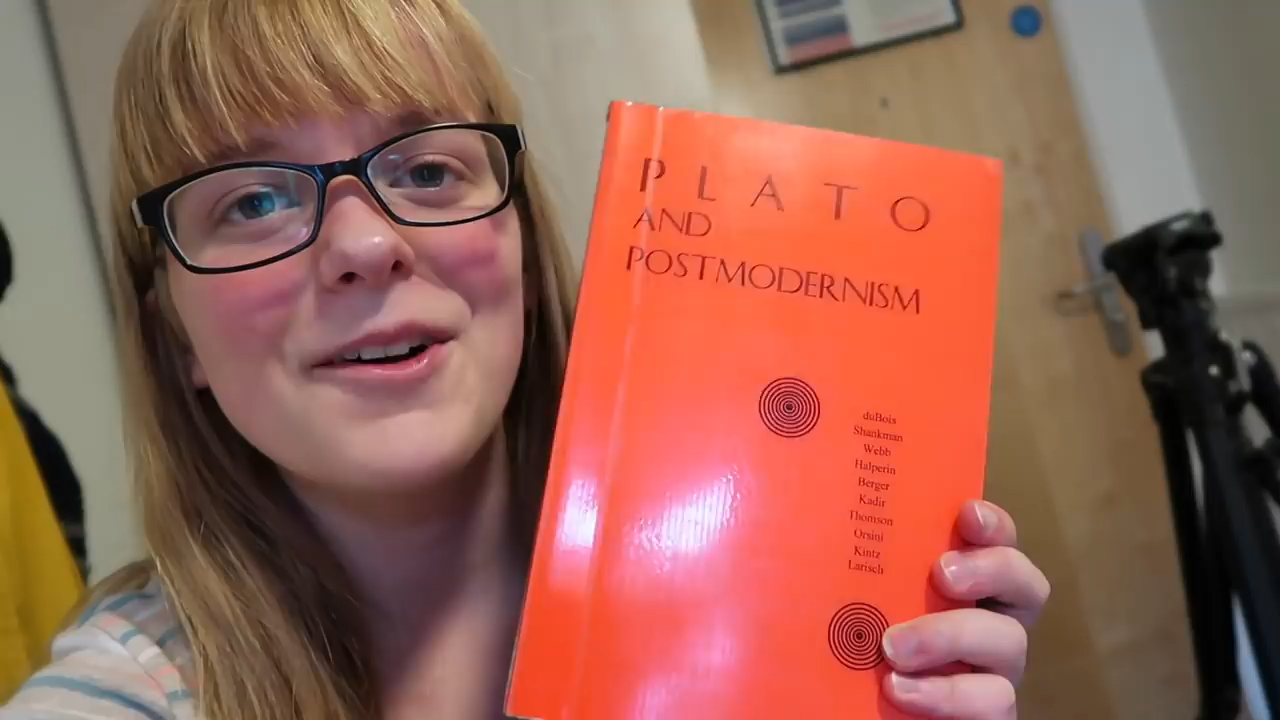 PLATO
AND
POSTMODERNISM
duBois
Shankman
Webb
Halperin
Berger
Kadir
Thomson
Orsini
Kintz
Larisch